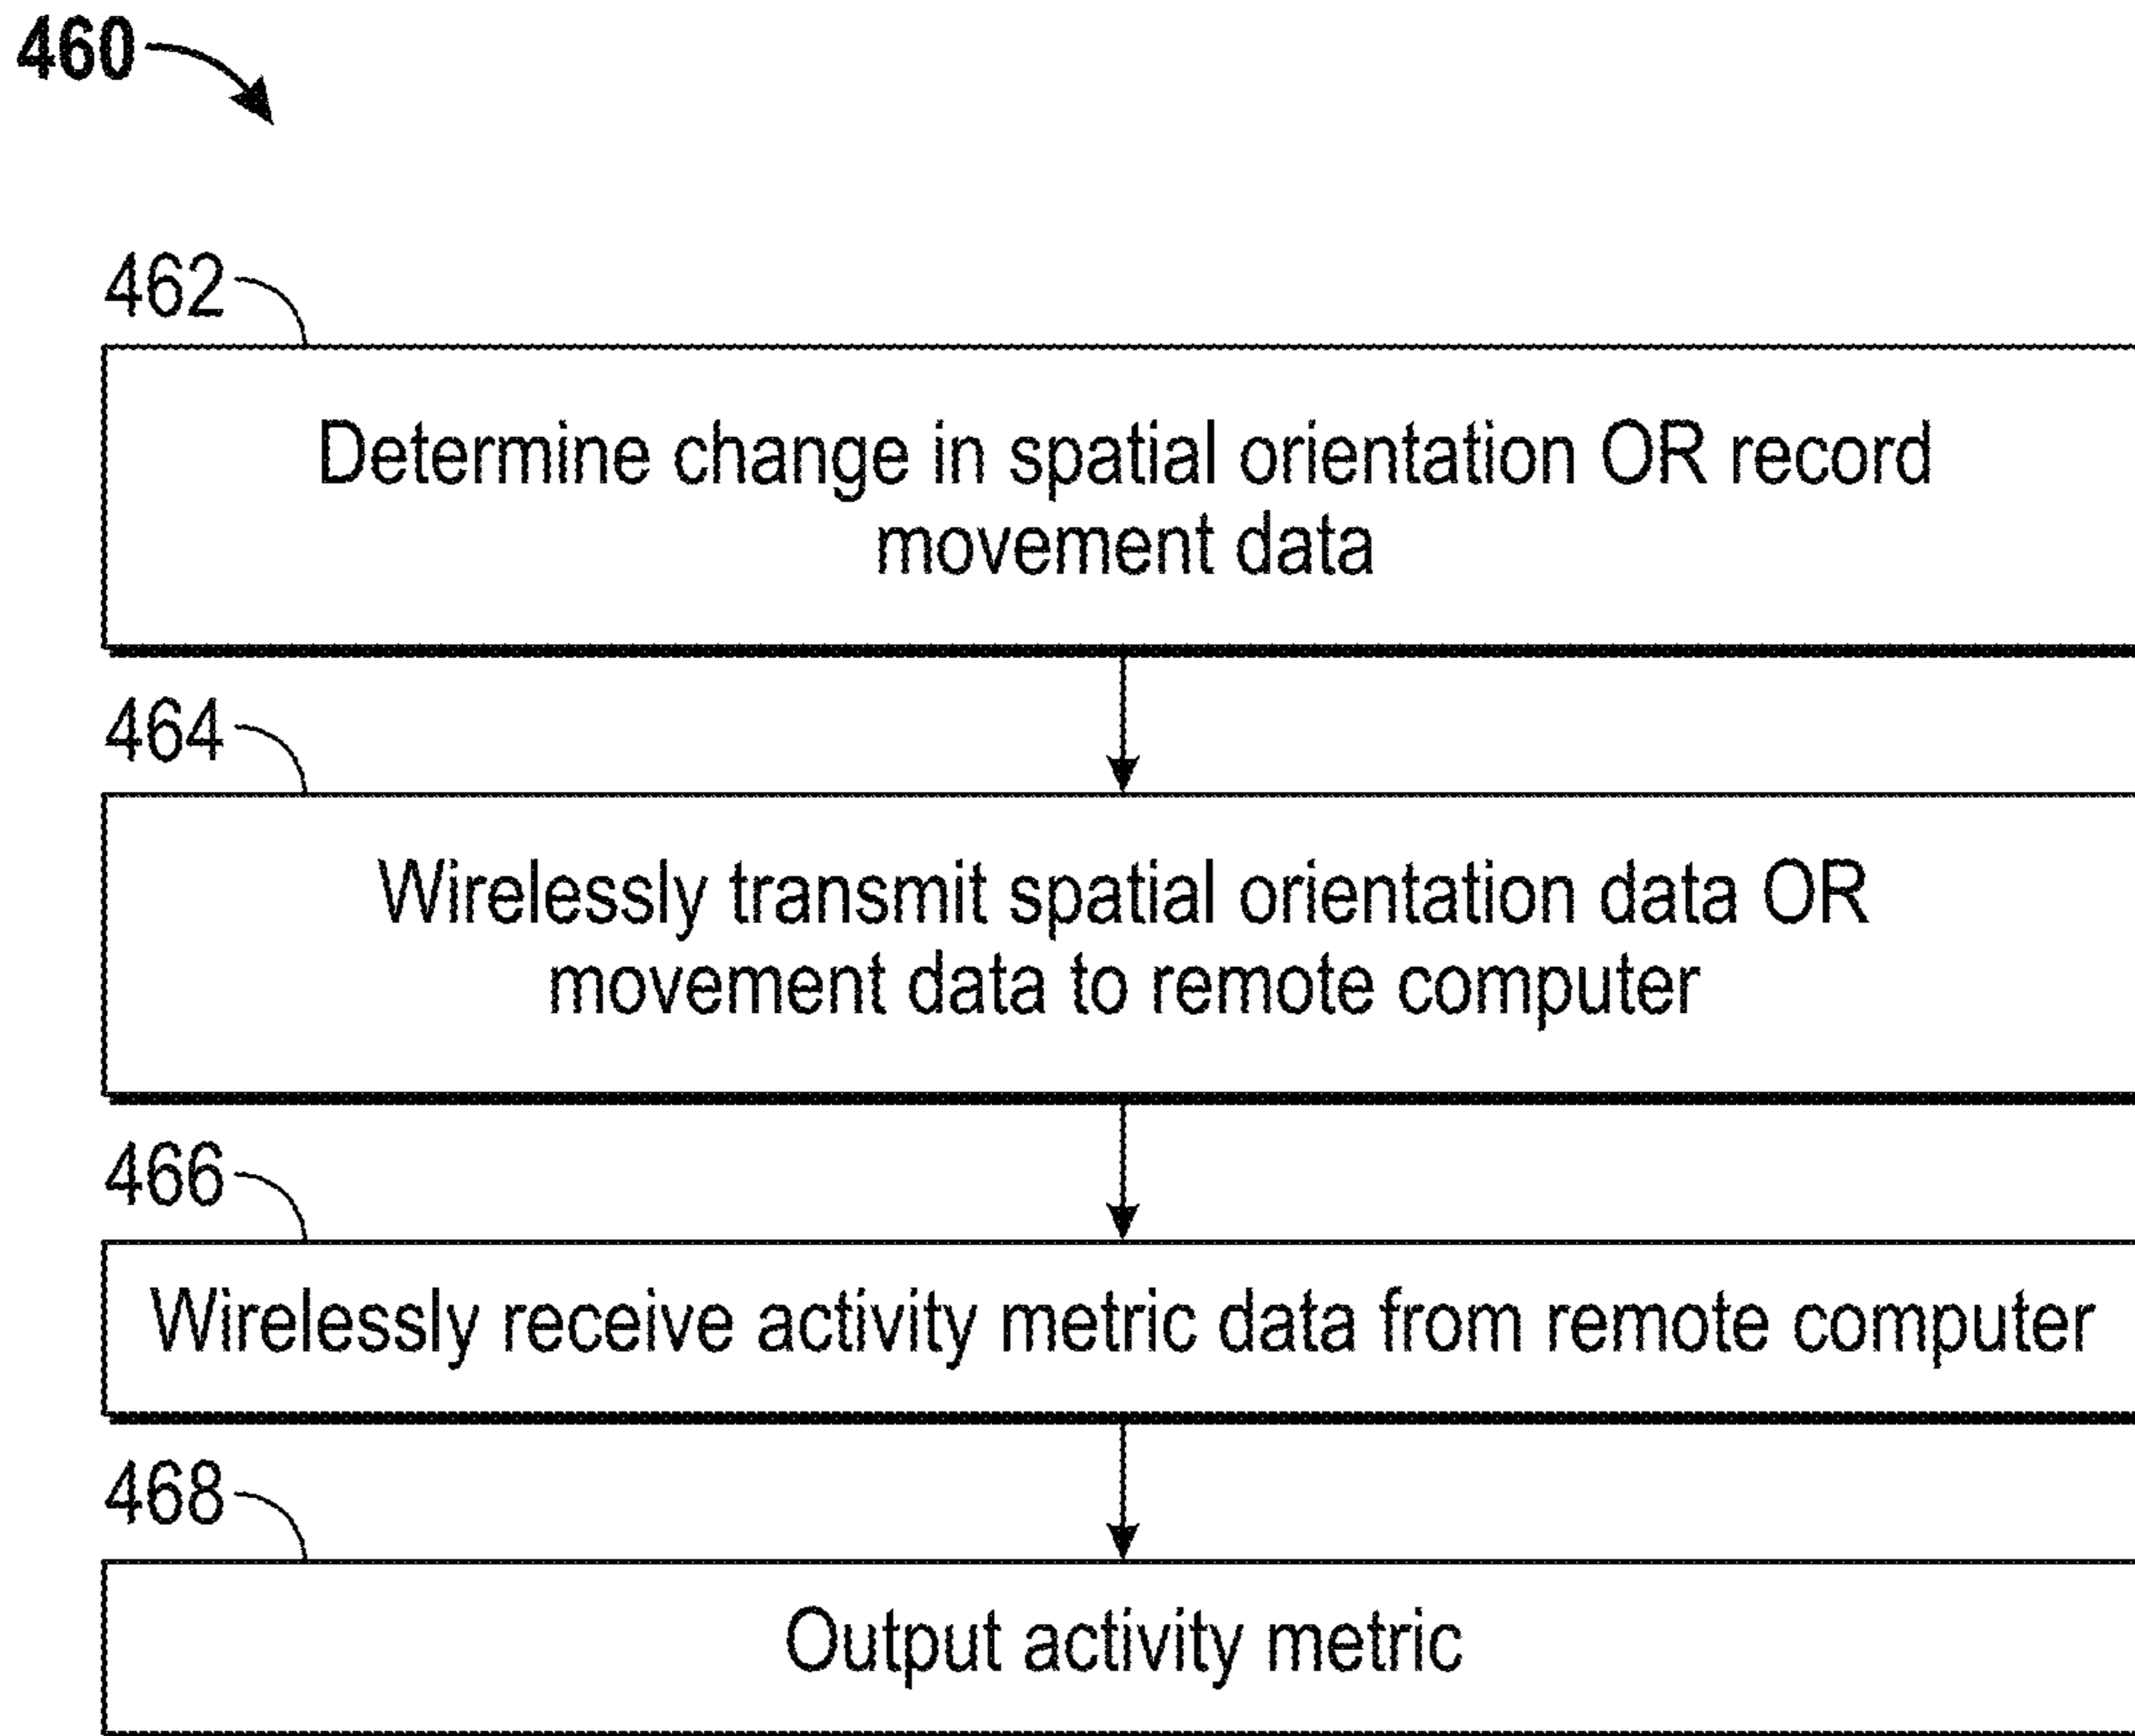 460
462
Determine change in spatial orientation OR record
movement data
464
Wirelessly transmit spatial orientation data OR
movement data to remote computer
466
Wirelessly receive activity metric data from remote computer
468
Output activity metric